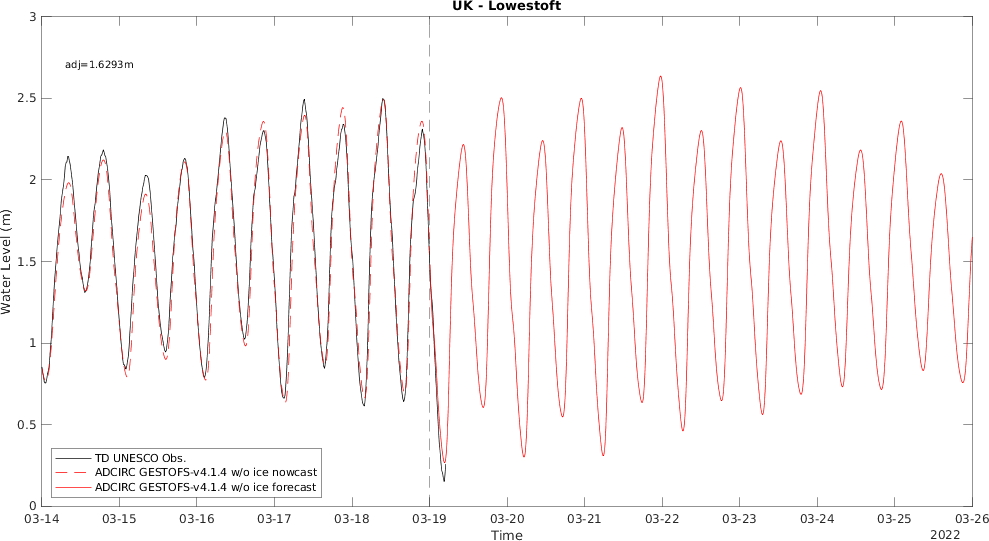 UK - Lowestoft
3
adj=1.6293m
2.5
2
1.5
1
0.5
0
Water Level (m)
TD UNESCO Obs.
ADCIRC GESTOFS-v4.1.4 w/o ice nowcast
ADCIRC GESTOFS-v4.1.4 w/o ice forecast
03-14 03-15 03-16 03-17 03-18 03-19 03-20 03-21 03-22 03-23 03-24 03-25 03-26
Time
2022